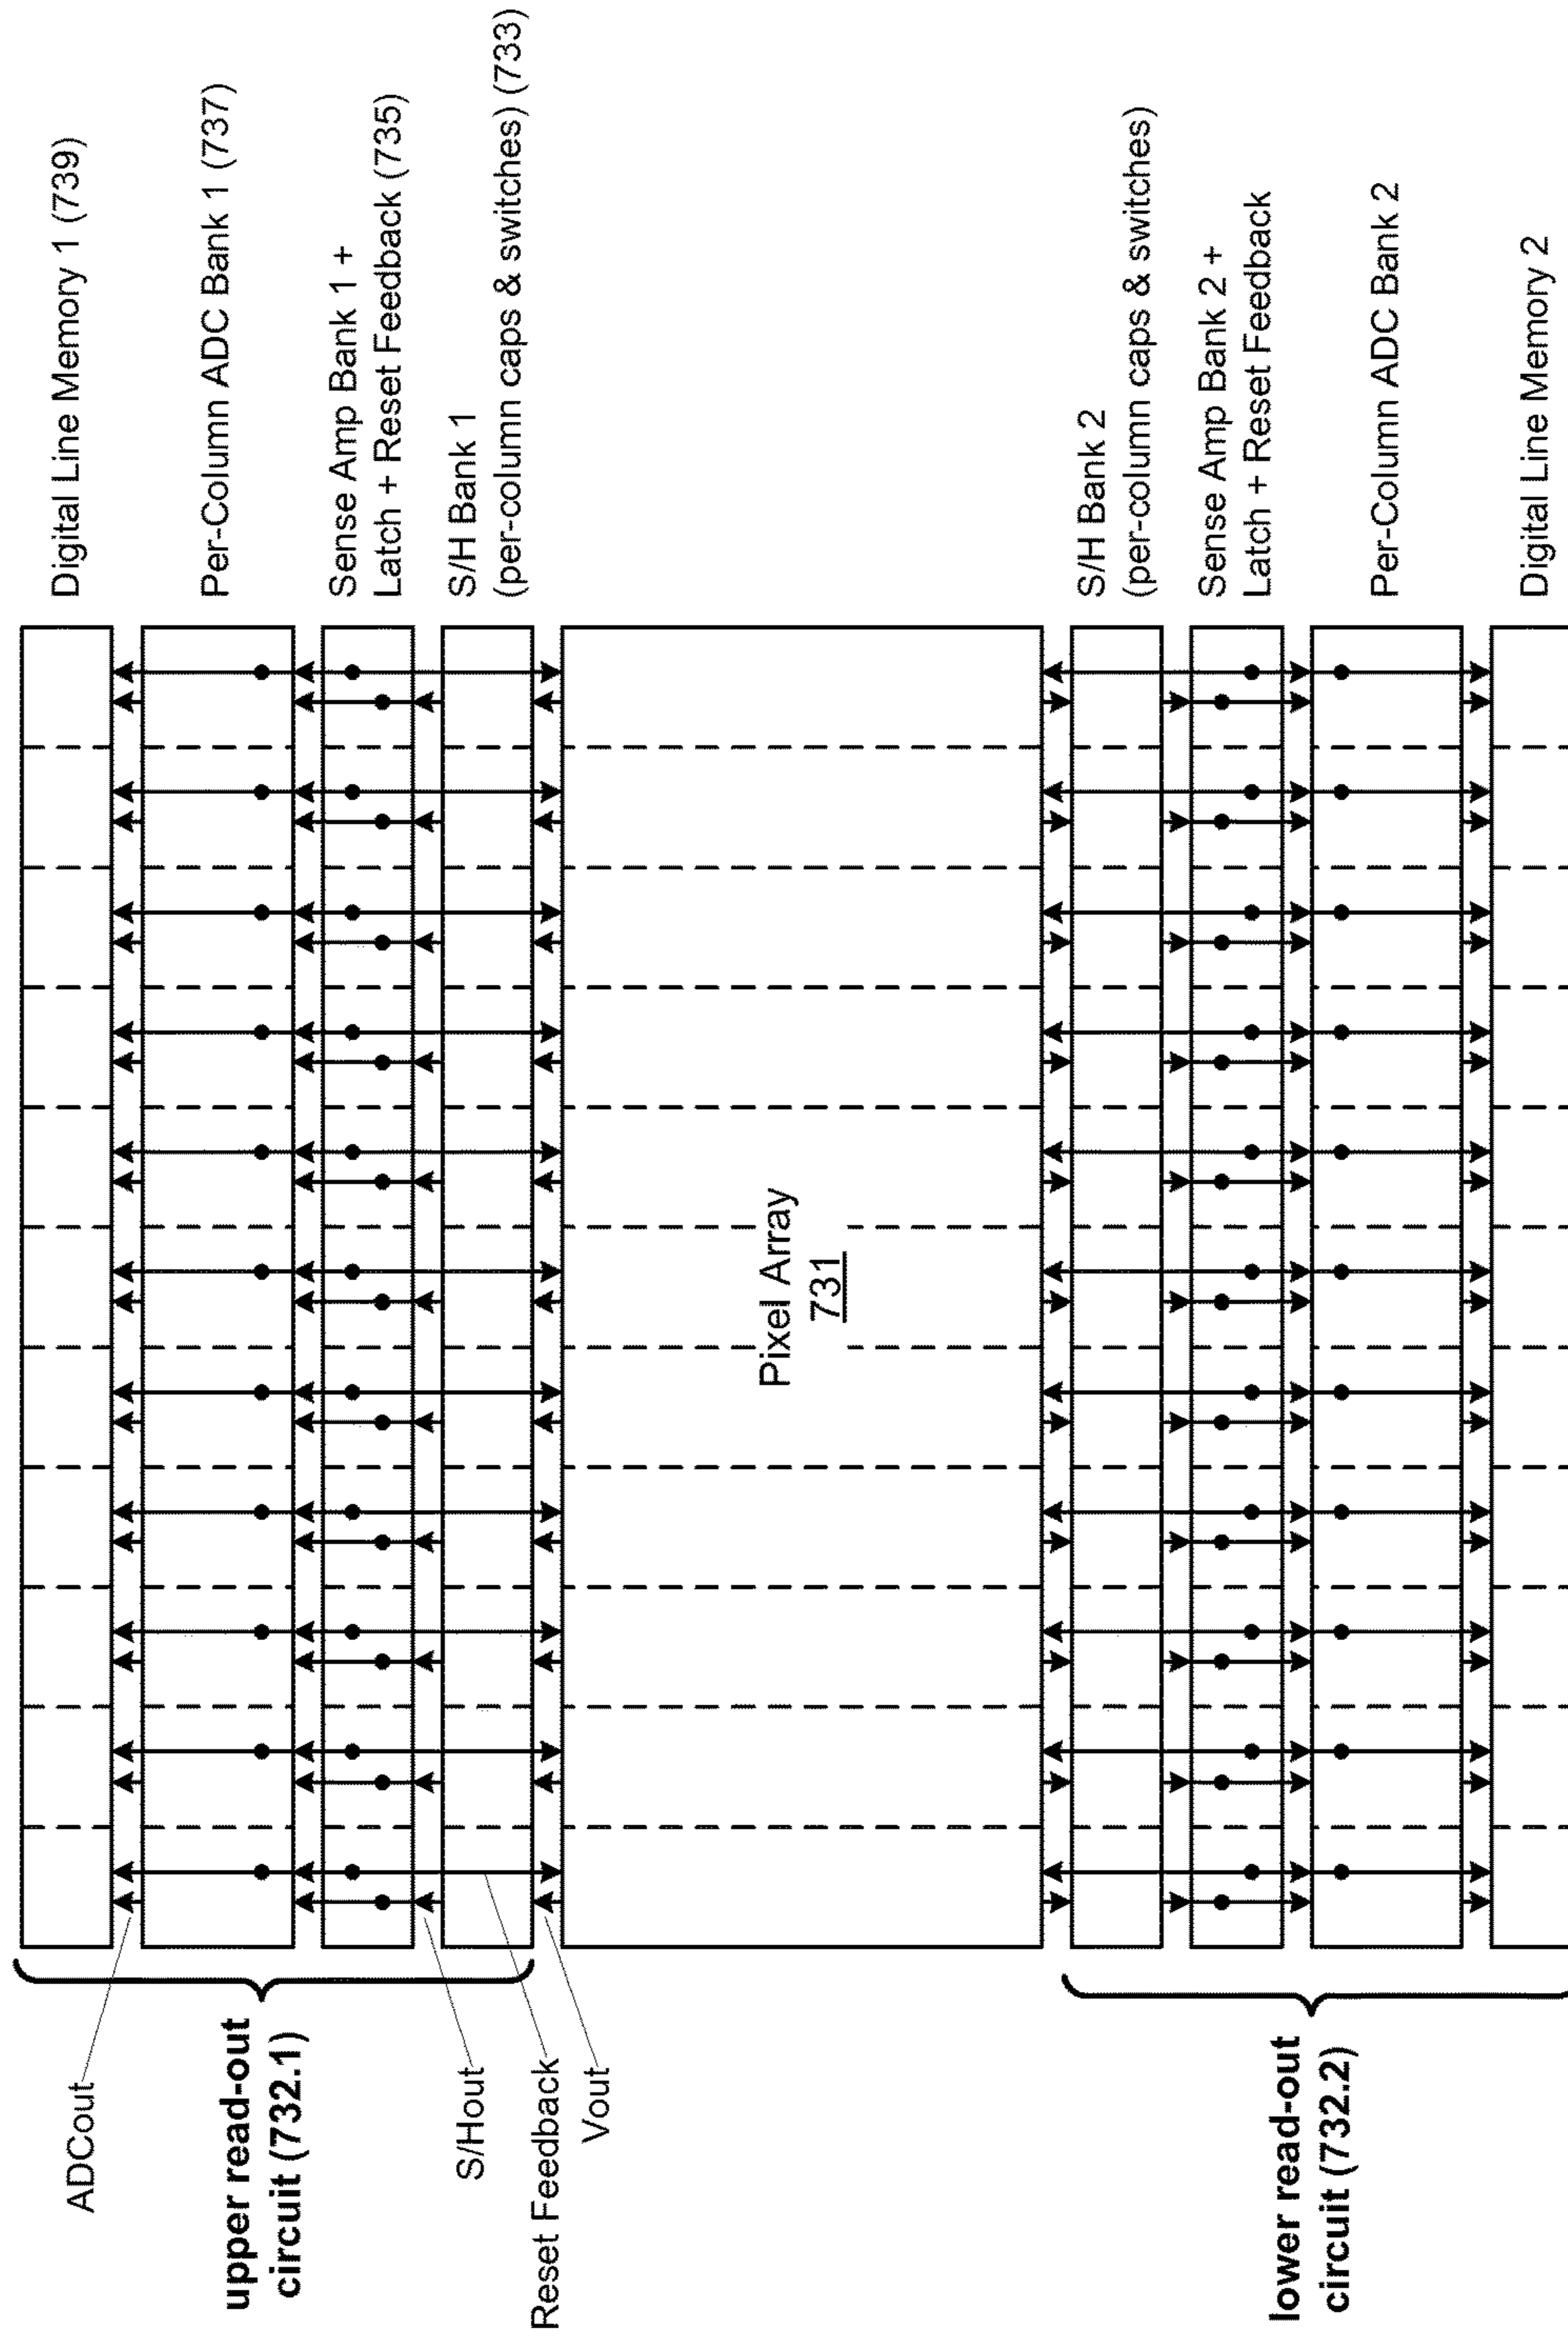 Digital Line Memory 1 (739)
Per-Column ADC Bank 1 (737)
Sense Amp Bank 1 +
Latch + Reset Feedback (735)
S/H Bank 1
(per-column caps & switches) (733)
S/H Bank 2
(per-column caps & switches)
Sense Amp Bank 2 +
Latch + Reset Feedback
Per-Column ADC Bank 2
Digital Line Memory 2
Pixel Array
731
ADCout
upper read-out
circuit (732.1)
S/Hout
Reset Feedback
Vout
lower read-out
circuit (732.2)